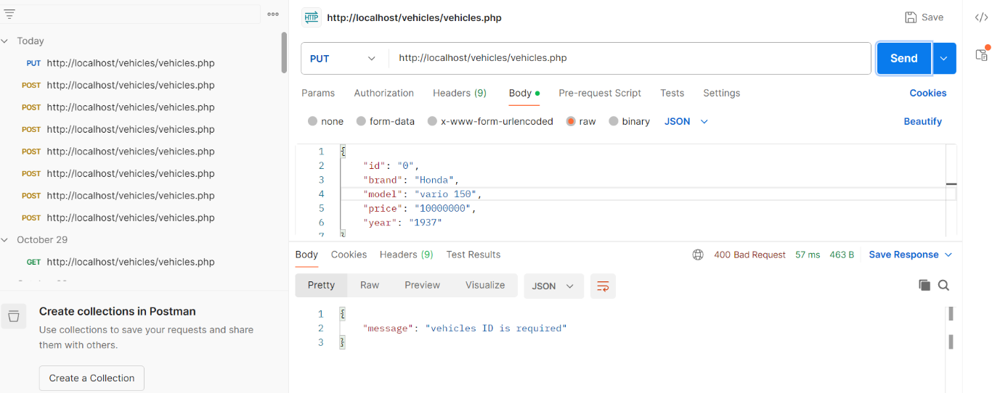 Today
PUT http://localhost/vehicles/vehicles.php
POST http://localhost/vehicles/vehicles.php
POST http://localhost/vehicles/vehicles.php
POST http://localhost/vehicles/vehicles.php
POST http://localhost/vehicles/vehicles.php
POST http://localhost/vehicles/vehicles.php
POST http://localhost/vehicles/vehicles.php
POST http://localhost/vehicles/vehicles.php
October 29
GET http://localhost/vehicles/vehicles.php
Create collections in Postman
Use collections to save your requests and share
them with others.
Create a Collection
HTTP http://localhost/vehicles/vehicles.php Save
PUT http://localhost/vehicles/vehicles.php Send
Params Authorization Headers (9) Body Pre-request Script Tests Settings Cookies
none form-data x-www-form-urlencoded raw binary JSON Beautify
1 {
2 "id": "0",
3 "brand": "Honda",
4 "model": "vario 150",
5 "price": "10000000",
6 "year": "1937"
7 }
Body Cookies Headers (9) Test Results 400 Bad Request 57 ms 463 B Save Response
Pretty Raw Preview Visualize JSON
1 {
2 "message": "vehicles ID is required"
3 }